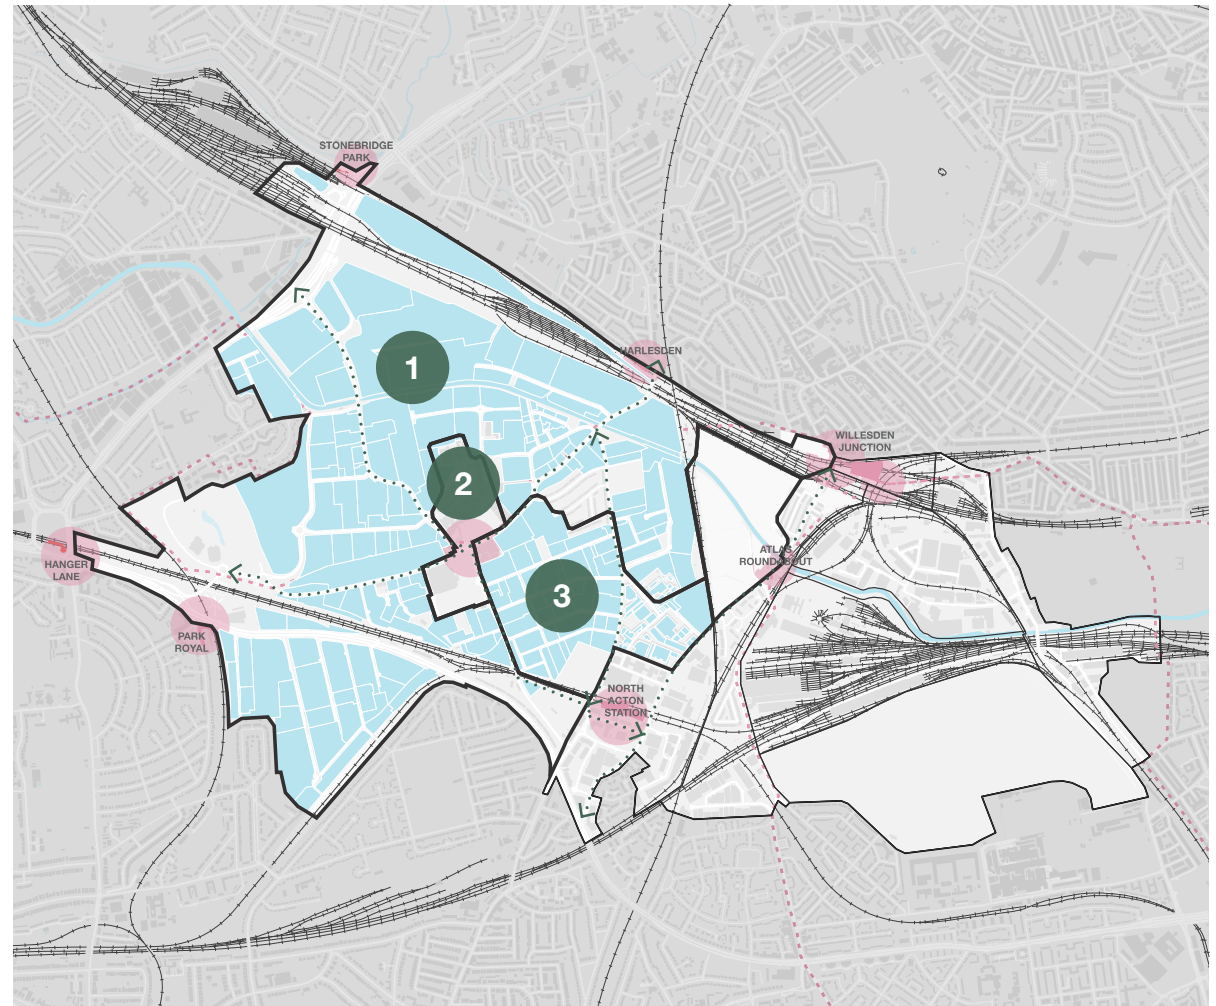 STONEBRIDGE
PARK
1
HARLESDEN
2
WILLESDEN
JUNCTION
HANGER
LANE
ATLAS
ROUNDABOUT
3
PARK
ROYAL
NORTH
ACTON
STATION